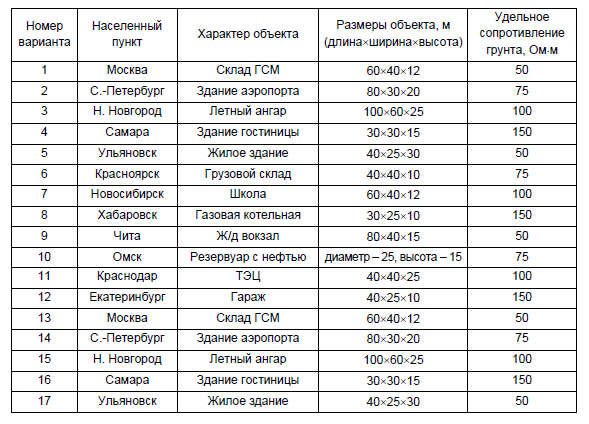 Номер варианта Населенный пункт Характер объекта Размеры объекта, м (длина×ширина×высота) Удельное сопротивление грунта, Ом·м
1 Москва Склад ГСМ 60×40×12 50
2 С.-Петербург Здание аэропорта 80×30×20 75
3 Н. Новгород Летный ангар 100×60×25 100
4 Самара Здание гостиницы 30×30×15 150
5 Ульяновск Жилое здание 40×25×30 50
6 Красноярск Грузовой склад 40×40×10 75
7 Новосибирск Школа 60×40×12 100
8 Хабаровск Газовая котельная 30×25×10 150
9 Чита Ж/д вокзал 80×40×15 50
10 Омск Резервуар с нефтью диаметр – 25, высота – 15 75
11 Краснодар ТЭЦ 40×40×25 100
12 Екатеринбург Гараж 40×25×10 150
13 Москва Склад ГСМ 60×40×12 50
14 С.-Петербург Здание аэропорта 80×30×20 75
15 Н. Новгород Летный ангар 100×60×25 100
16 Самара Здание гостиницы 30×30×15 150
17 Ульяновск Жилое здание 40×25×30 50